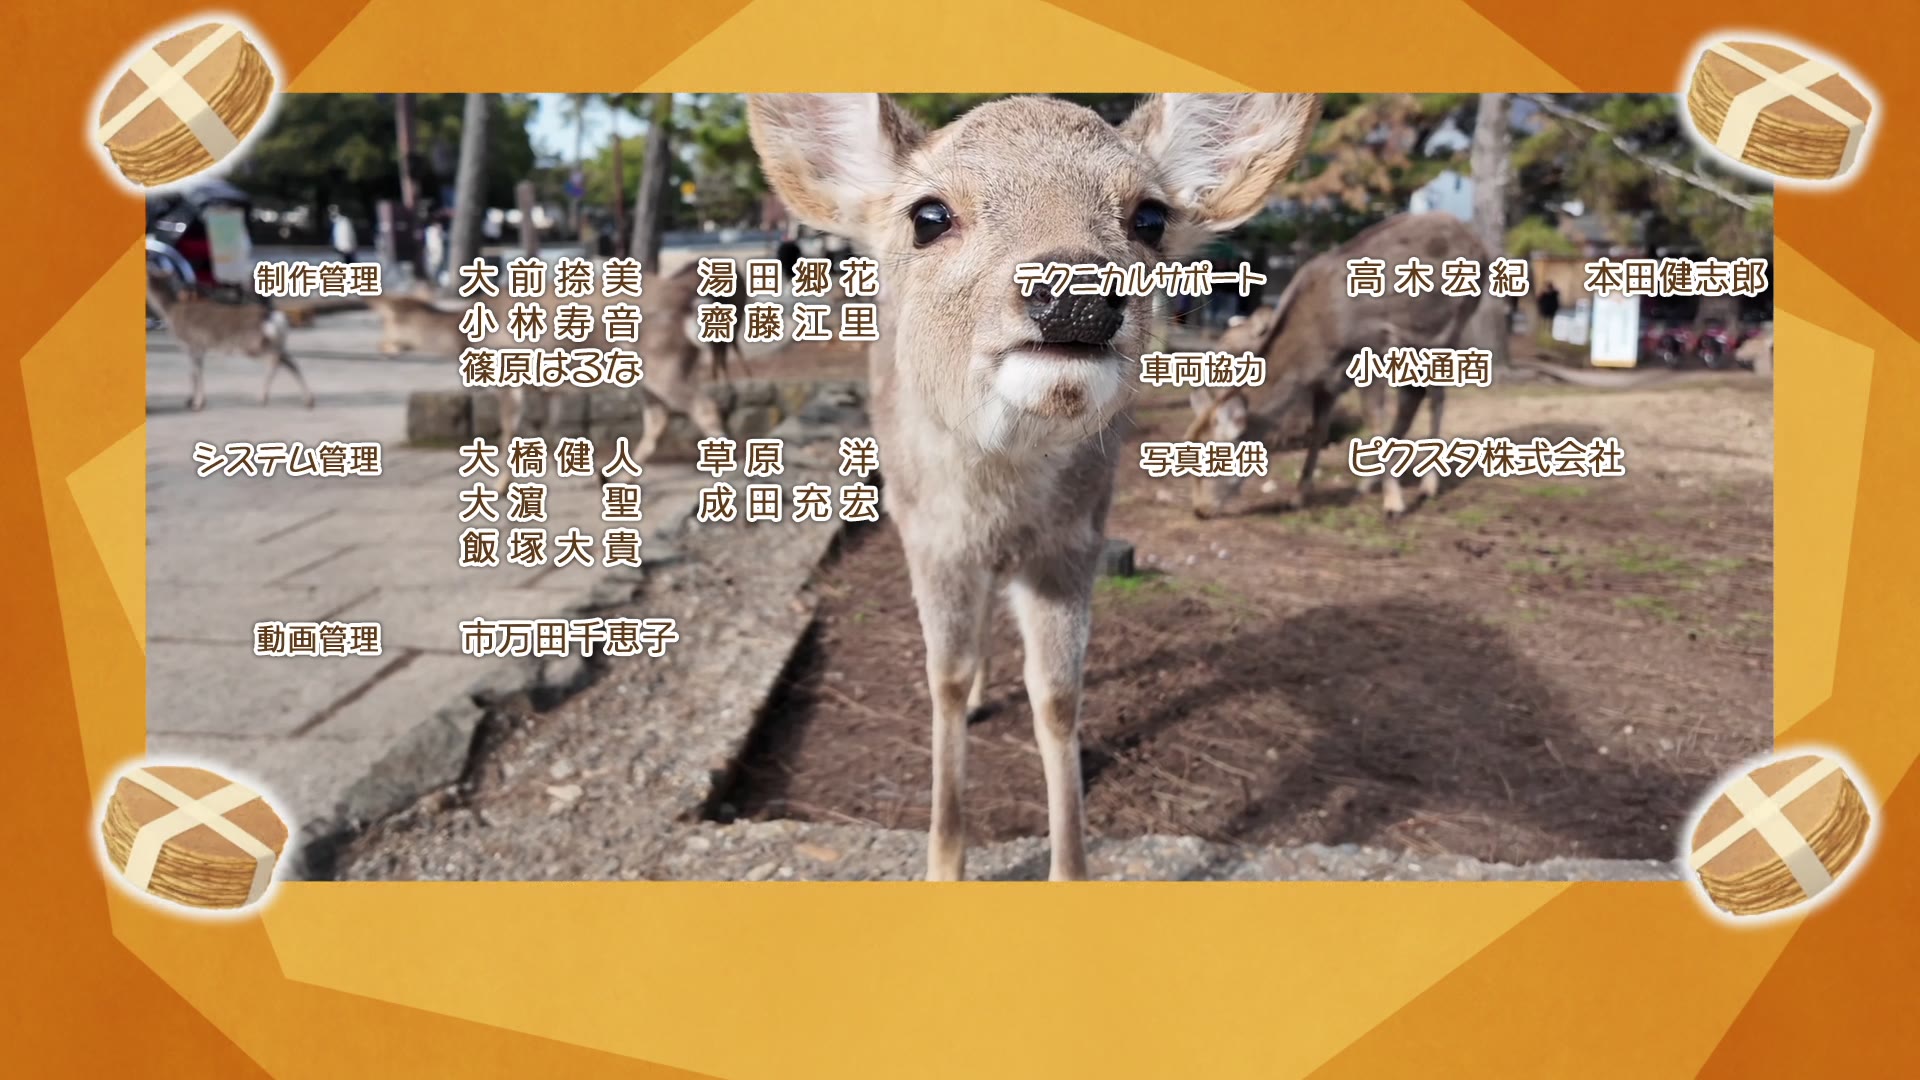 制作管理 大前捺美 湯田郷花
小林寿音 齋藤江里
篠原はるな
システム管理 大橋健人 草原 洋
大濵 聖 成田充宏
飯塚大貴
動画管理 市万田千恵子
テクニカルサポート 高木宏紀 本田健志郎
車両協力 小松通商
写真提供 ピクスタ株式会社